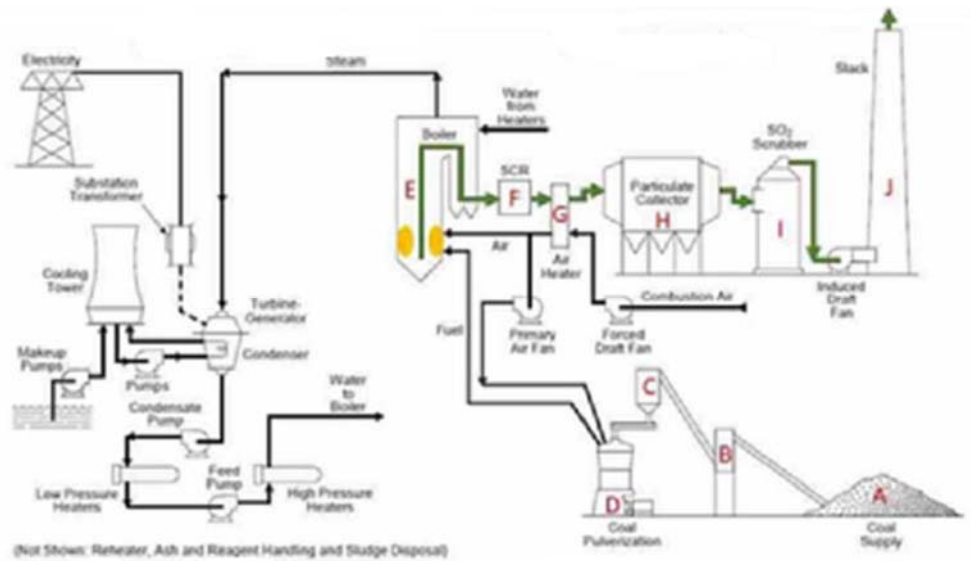 Electricity
Steam
Stack
Water
from
Heaters
SO2
Scrubber
Boiler
SCR
E
F
G
Particulate
Collector
H
I
J
Substation
Transformer
Air
Air
Heater
Induced
Draft
Fan
Cooling
Tower
Turbine-
Generator
Combustion Air
Fuel
Primary
Air Fan
Forced
Draft Fan
Condenser
Makeup
Pumps
Pumps
Water
to
Boiler
C
Condensate
Pump
B
Feed
Pump
A
Low Pressure
Heaters
High Pressure
Heaters
D
Coal
Pulverization
Coal
Supply
(Not Shown: Reheater, Ash and Reagent Handling and Sludge Disposal)